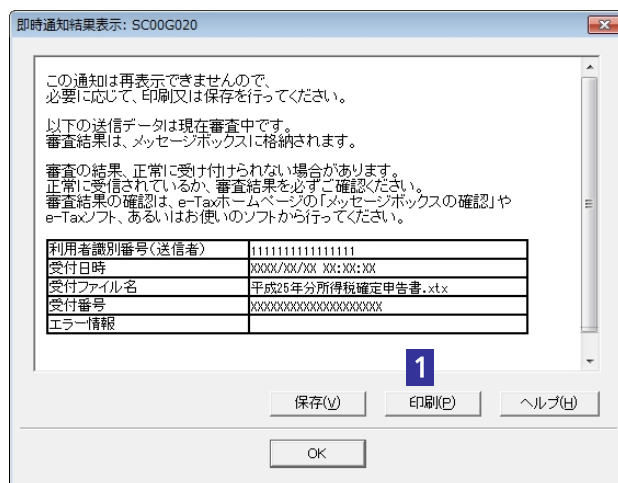 即時通知結果表示: SC00G020
この通知は再表示できませんので、
必要に応じて、印刷又は保存を行ってください。
以下の送信データは現在審査中です。
審査結果は、メッセージボックスに格納されます。
審査の結果、正常に受け付けられない場合があります。
正常に受信されているか、審査結果を必ずご確認ください。
審査結果の確認は、e-Taxホームページの「メッセージボックスの確認」や
e-Taxソフト、あるいはお使いのソフトから行ってください。
利用者識別番号(送信者) 1111111111111111
受付日時 XXXX/XX/XX XX:XX:XX
受付ファイル名 平成25年分所得税確定申告書.xtx
受付番号 XXXXXXXXXXXXXXXXXXXX
エラー情報
1
保存(V) 印刷(P) ヘルプ(H)
OK